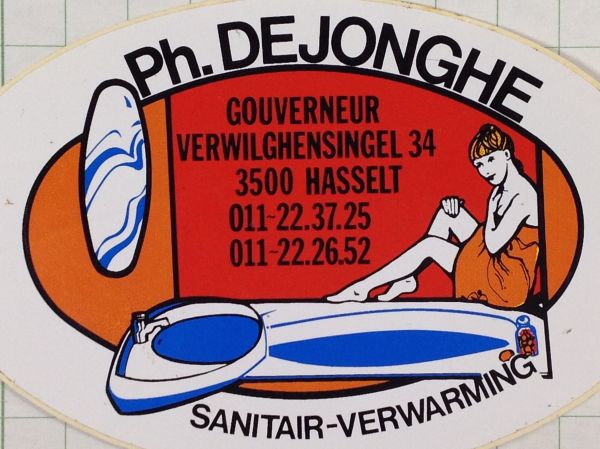 Ph. DEJONGHE
GOUVERNEUR
VERWILGHENSINGEL 34
3500 HASSELT
011-22.37.25
011-22.26.52
SANITAIR-VERWARMING